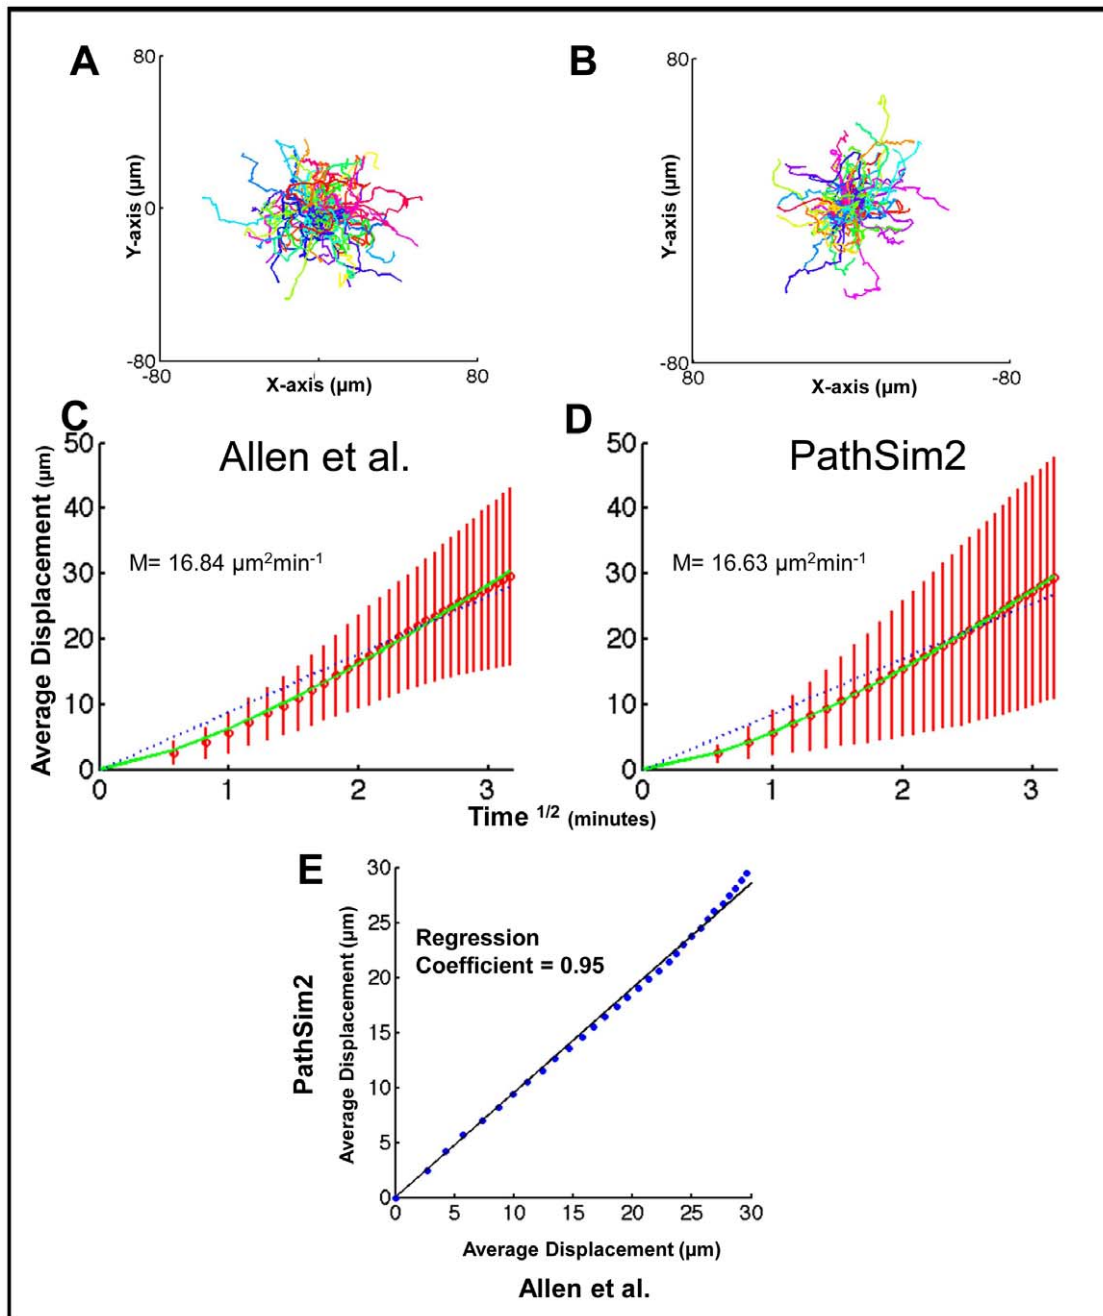 A
80
Y-axis (µm)
0
-80
-80
80
X-axis (µm)
B
80
Y-axis (µm)
-80
80
-80
X-axis (µm)
C
Allen et al.
M= 16.84 µm²min⁻¹
Average Displacement (µm)
50
40
30
20
10
0
0
1
2
3
D
PathSim2
M= 16.63 µm²min⁻¹
50
40
30
20
10
0
0
1
2
3
Time 1/2 (minutes)
E
Regression
Coefficient = 0.95
PathSim2
Average Displacement (µm)
30
25
20
15
10
5
0
0
5
10
15
20
25
30
Average Displacement (µm)
Allen et al.